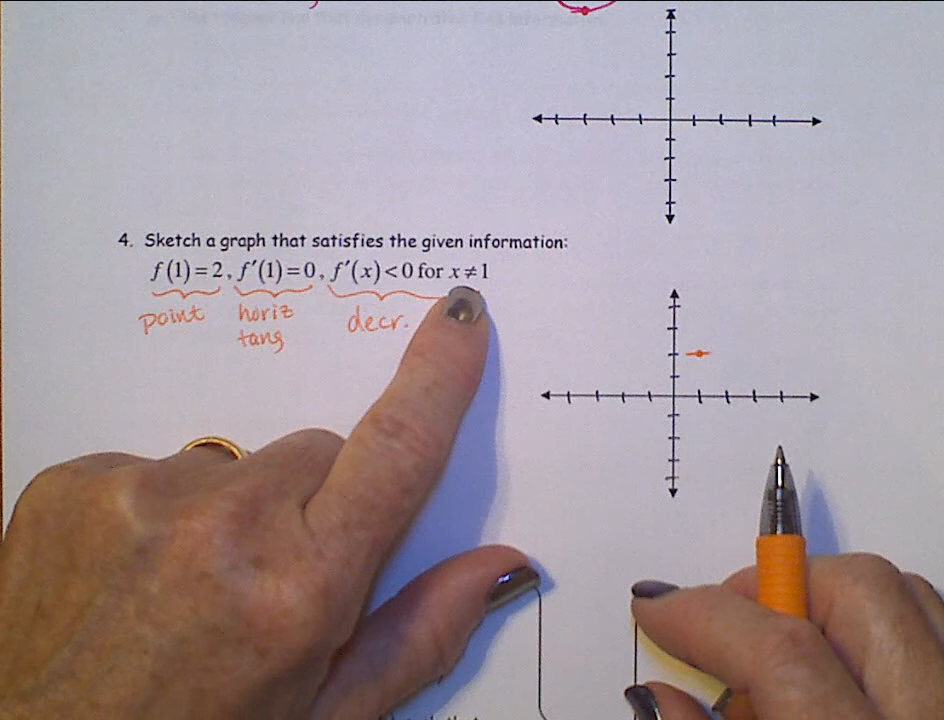 4. Sketch a graph that satisfies the given information:
f(1)=2, f′(1)=0, f′(x)<0 for x≠1
point horiz decr.
tang